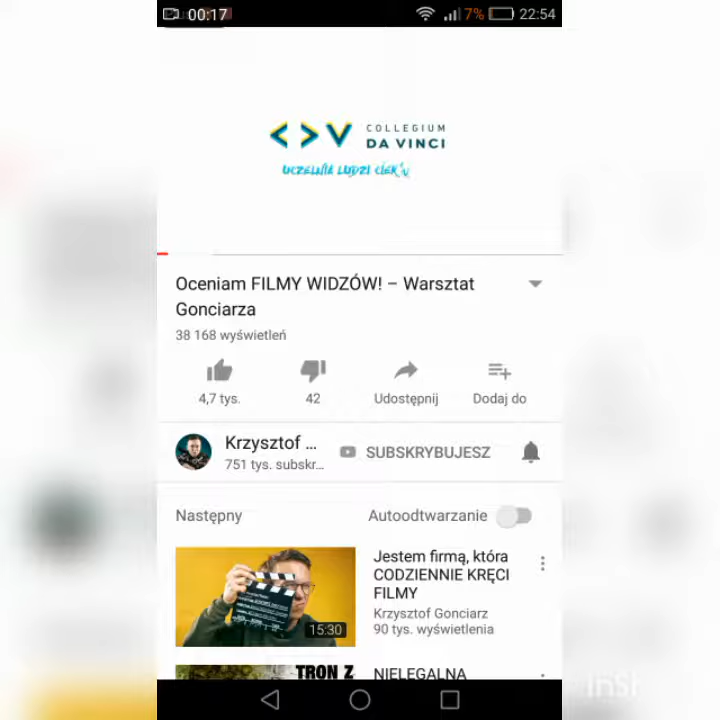 00:17
7%
22:54
COLLEGIUM
DA VINCI
UCZELNIA LUDZI
Oceniam FILMY WIDZÓW! – Warsztat
Gonciarza
38 168 wyświetleń
4,7 tys.
42
Udostępnij
Dodaj do
Krzysztof ...
SUBSKRYBUJESZ
751 tys. subskr...
Następny
Autoodtwarzanie
Jestem firmą, która
CODZIENNIE KRĘCI
FILMY
Krzysztof Gonciarz
90 tys. wyświetlenia
15:30
TRON Z
NIELEGALNA